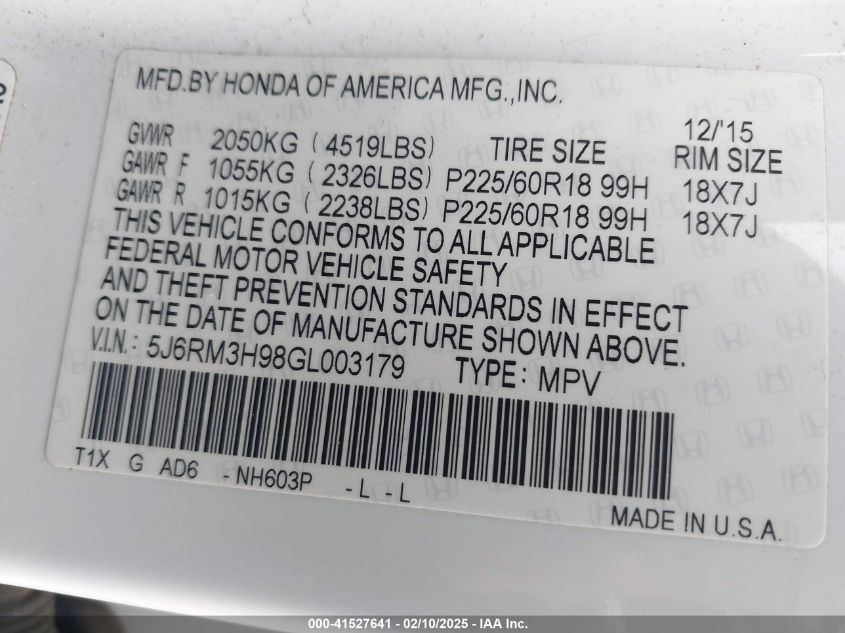 MFD.BY HONDA OF AMERICA MFG.,INC.
12/'15
GVWR 2050KG ( 4519LBS) TIRE SIZE RIM SIZE
GAWR F 1055KG ( 2326LBS) P225/60R18 99H 18X7J
GAWR R 1015KG ( 2238LBS) P225/60R18 99H 18X7J
THIS VEHICLE CONFORMS TO ALL APPLICABLE
FEDERAL MOTOR VEHICLE SAFETY
AND THEFT PREVENTION STANDARDS IN EFFECT
ON THE DATE OF MANUFACTURE SHOWN ABOVE.
V.I.N.: 5J6RM3H98GL003179 TYPE: MPV
T1X G AD6 -NH603P -L -L
MADE IN U.S.A.
000-41527641 - 02/10/2025 - IAA Inc.